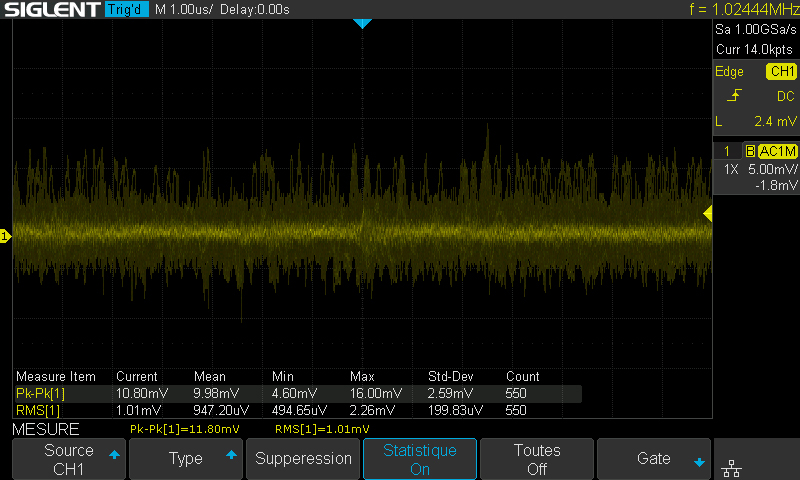 SIGLENT Trig'd M 1.00us/ Delay:0.00s f = 1.02444MHz
Sa 1.00GSa/s
Curr 14.0kpts
Edge CH1
DC
L 2.4 mV
1 B AC1M
1X 5.00mV/
-1.8mV
1
Measure Item Current Mean Min Max Std-Dev Count
Pk-Pk[1] 10.80mV 9.98mV 4.60mV 16.00mV 2.59mV 550
RMS[1] 1.01mV 947.20uV 494.65uV 2.26mV 199.83uV 550
MESURE Pk-Pk[1]=11.80mV RMS[1]=1.01mV
Source
CH1
Type
Supperession
Statistique
On
Toutes
Off
Gate